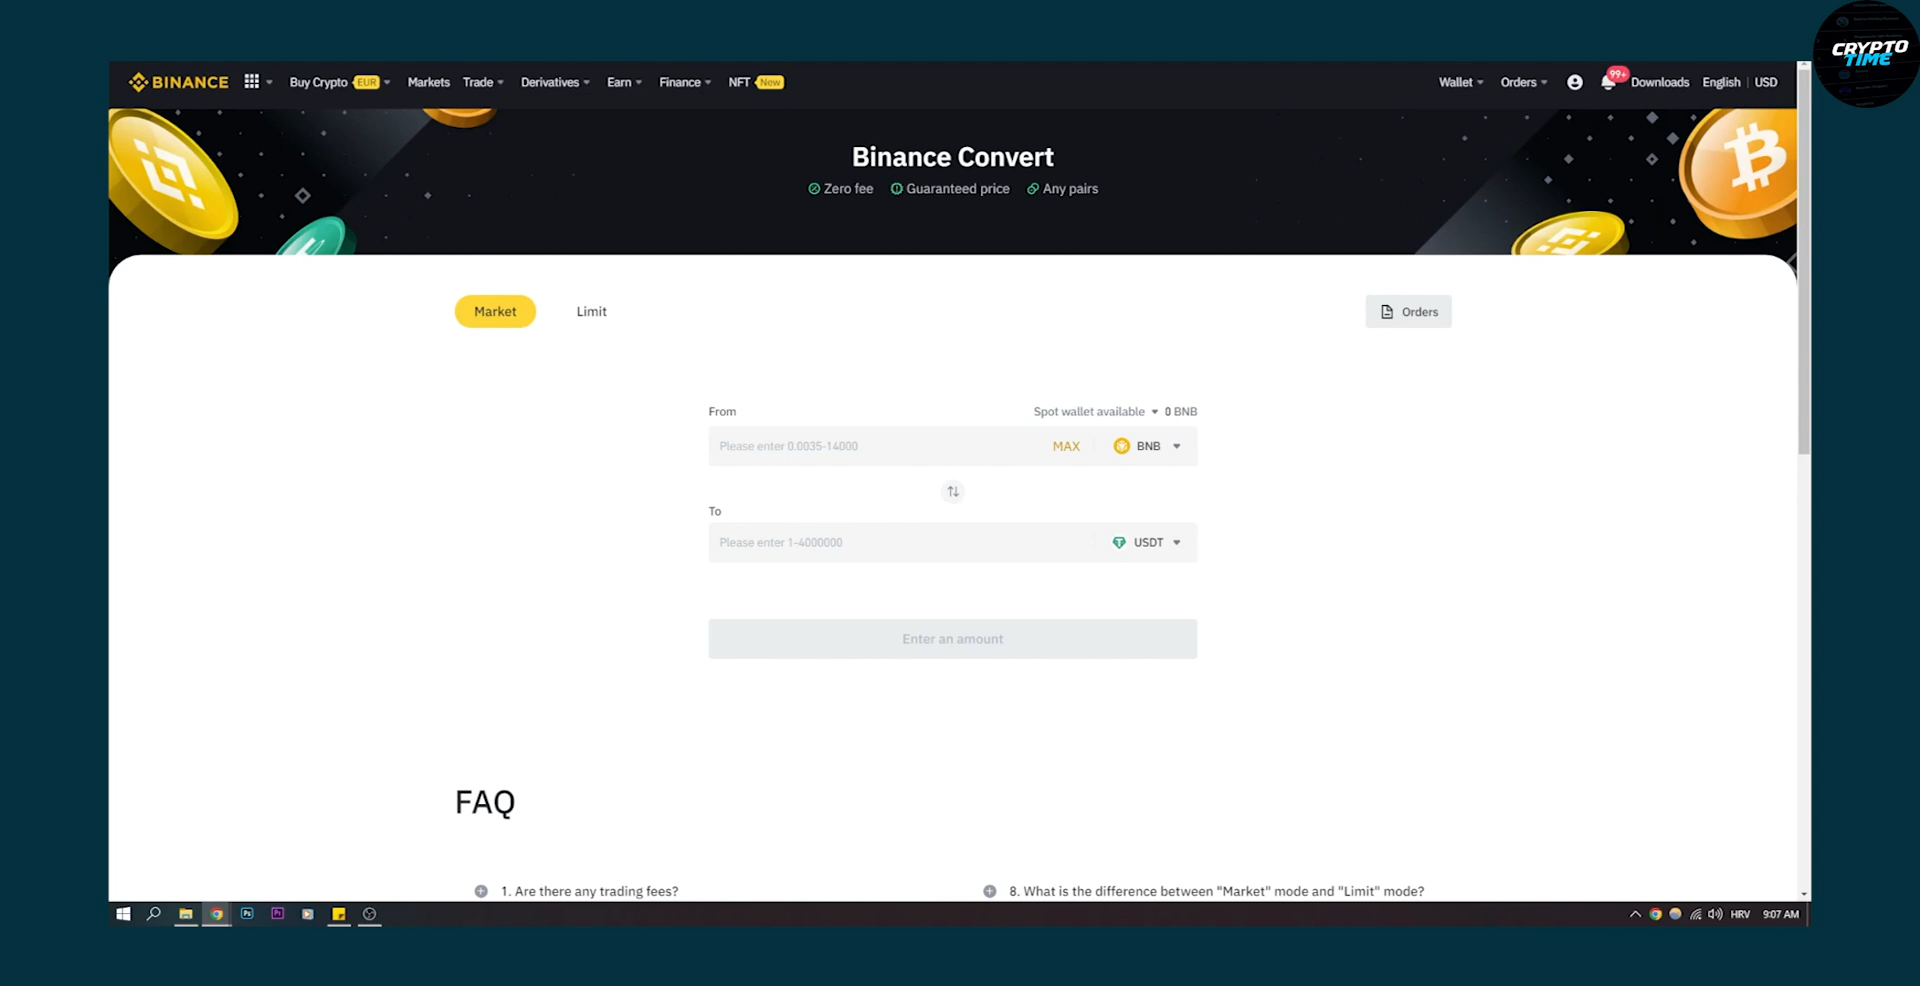 CRYPTO
TIME
BINANCE Buy Crypto EUR Markets Trade Derivatives Earn Finance NFT New Wallet Orders 99+ Downloads English | USD
Binance Convert
Zero fee Guaranteed price Any pairs
Market Limit Orders
From Spot wallet available 0 BNB
Please enter 0.0035-14000 MAX BNB
To
Please enter 1-4000000 USDT
Enter an amount
FAQ
1. Are there any trading fees? 8. What is the difference between "Market" mode and "Limit" mode?
Ps Pr HRV 9:07 AM